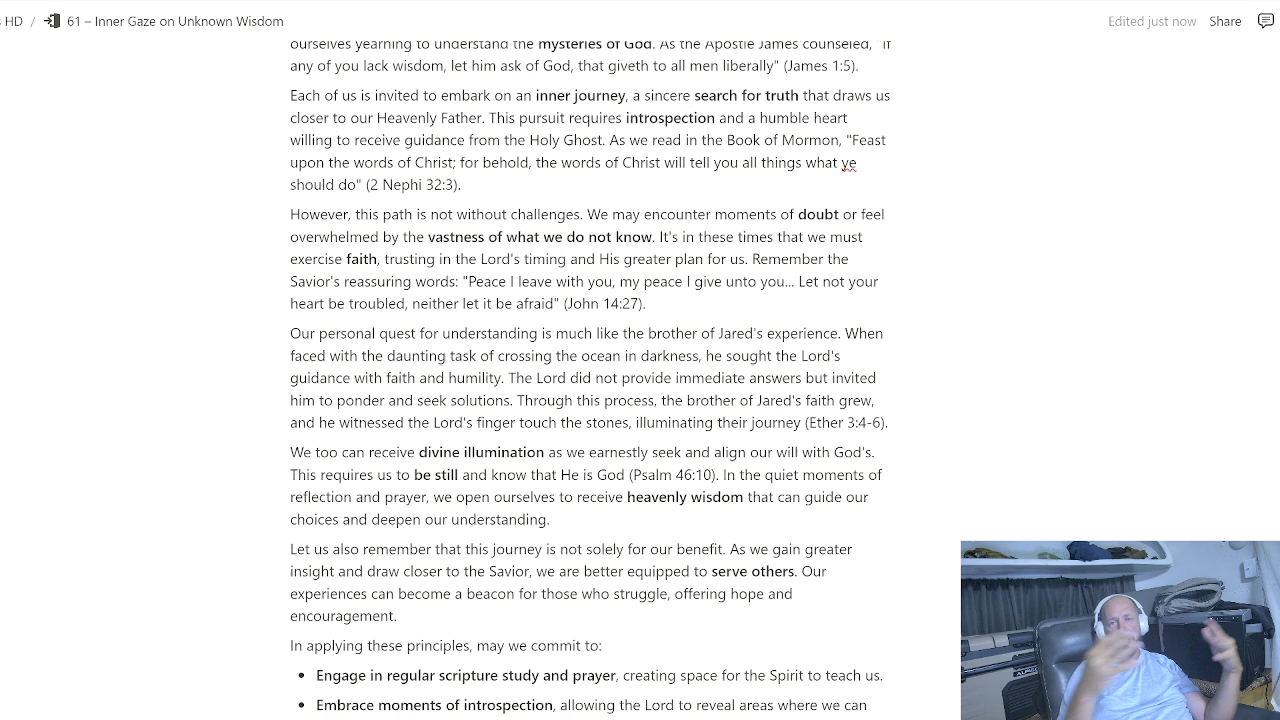 HD / 61 – Inner Gaze on Unknown Wisdom Edited just now Share
ourselves yearning to understand the mysteries of God. As the Apostle James counseled, "If
any of you lack wisdom, let him ask of God, that giveth to all men liberally" (James 1:5).
Each of us is invited to embark on an inner journey, a sincere search for truth that draws us
closer to our Heavenly Father. This pursuit requires introspection and a humble heart
willing to receive guidance from the Holy Ghost. As we read in the Book of Mormon, "Feast
upon the words of Christ; for behold, the words of Christ will tell you all things what ye
should do" (2 Nephi 32:3).
However, this path is not without challenges. We may encounter moments of doubt or feel
overwhelmed by the vastness of what we do not know. It's in these times that we must
exercise faith, trusting in the Lord's timing and His greater plan for us. Remember the
Savior's reassuring words: "Peace I leave with you, my peace I give unto you... Let not your
heart be troubled, neither let it be afraid" (John 14:27).
Our personal quest for understanding is much like the brother of Jared's experience. When
faced with the daunting task of crossing the ocean in darkness, he sought the Lord's
guidance with faith and humility. The Lord did not provide immediate answers but invited
him to ponder and seek solutions. Through this process, the brother of Jared's faith grew,
and he witnessed the Lord's finger touch the stones, illuminating their journey (Ether 3:4-6).
We too can receive divine illumination as we earnestly seek and align our will with God's.
This requires us to be still and know that He is God (Psalm 46:10). In the quiet moments of
reflection and prayer, we open ourselves to receive heavenly wisdom that can guide our
choices and deepen our understanding.
Let us also remember that this journey is not solely for our benefit. As we gain greater
insight and draw closer to the Savior, we are better equipped to serve others. Our
experiences can become a beacon for those who struggle, offering hope and
encouragement.
In applying these principles, may we commit to:
• Engage in regular scripture study and prayer, creating space for the Spirit to teach us.
• Embrace moments of introspection, allowing the Lord to reveal areas where we can